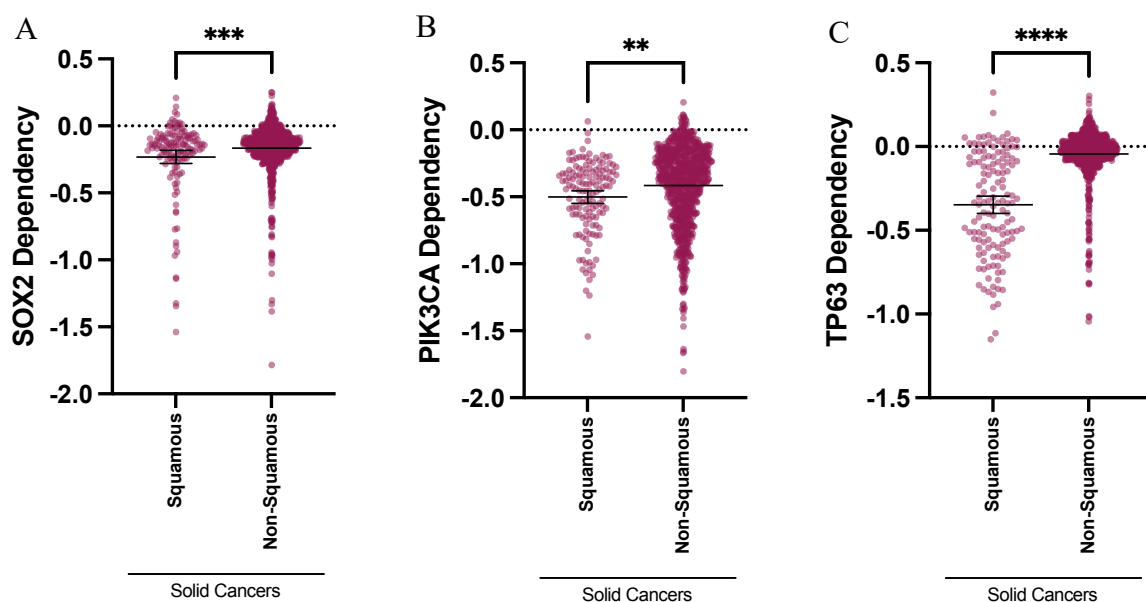 A
***
SOX2 Dependency
0.5
0.0
-0.5
-1.0
-1.5
-2.0
Squamous
Non-Squamous
Solid Cancers
B
**
PIK3CA Dependency
0.5
0.0
-0.5
-1.0
-1.5
-2.0
Squamous
Non-Squamous
Solid Cancers
C
****
TP63 Dependency
0.5
0.0
-0.5
-1.0
-1.5
Squamous
Non-Squamous
Solid Cancers